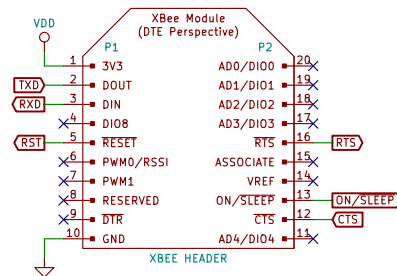 VDD
XBee Module
(DTE Perspective)
P1 P2
1 3V3 AD0/DIO0 20
TXD 2 DOUT AD1/DIO1 19
RXD 3 DIN AD2/DIO2 18
4 DIO8 AD3/DIO3 17
RST 5 RESET RTS 16 RTS
6 PWM0/RSSI ASSOCIATE 15
7 PWM1 VREF 14
8 RESERVED ON/SLEEP 13 ON/SLEEP
9 DTR CTS 12 CTS
10 GND AD4/DIO4 11
XBEE HEADER